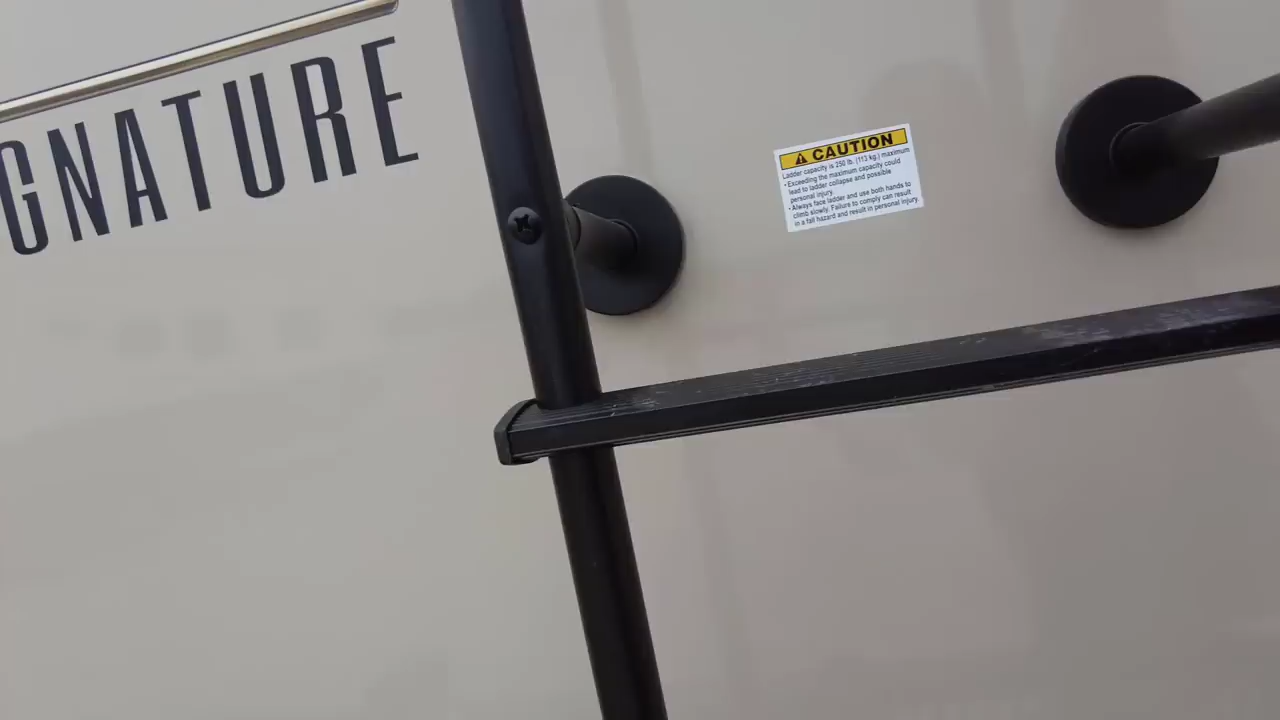 GNATURE
CAUTION
Ladder capacity is 250 lb. (113 kg.) maximum
• Exceeding the maximum capacity could
lead to ladder collapse and possible
personal injury.
• Always face ladder and use both hands to
climb slowly. Failure to comply can result
in a fall hazard and result in personal injury.